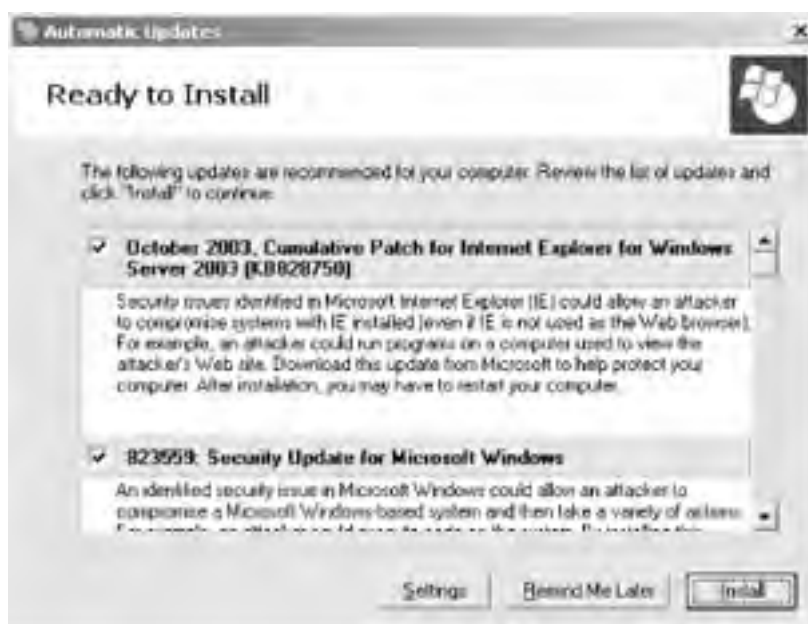 Automatic Updates
Ready to Install
The following updates are recommended for your computer. Review the list of updates and
click "Install" to continue.
October 2003, Cumulative Patch for Internet Explorer for Windows
Server 2003 (KB828750)
Security issues identified in Microsoft Internet Explorer (IE) could allow an attacker
to compromise systems with IE installed (even if IE is not used as the Web browser).
For example, an attacker could run programs on a computer used to view the
attacker's Web site. Download this update from Microsoft to help protect your
computer. After installation, you may have to restart your computer.
823559: Security Update for Microsoft Windows
An identified security issue in Microsoft Windows could allow an attacker to
compromise a Microsoft Windows-based system and then take a variety of actions.
Settings
Remind Me Later
Install